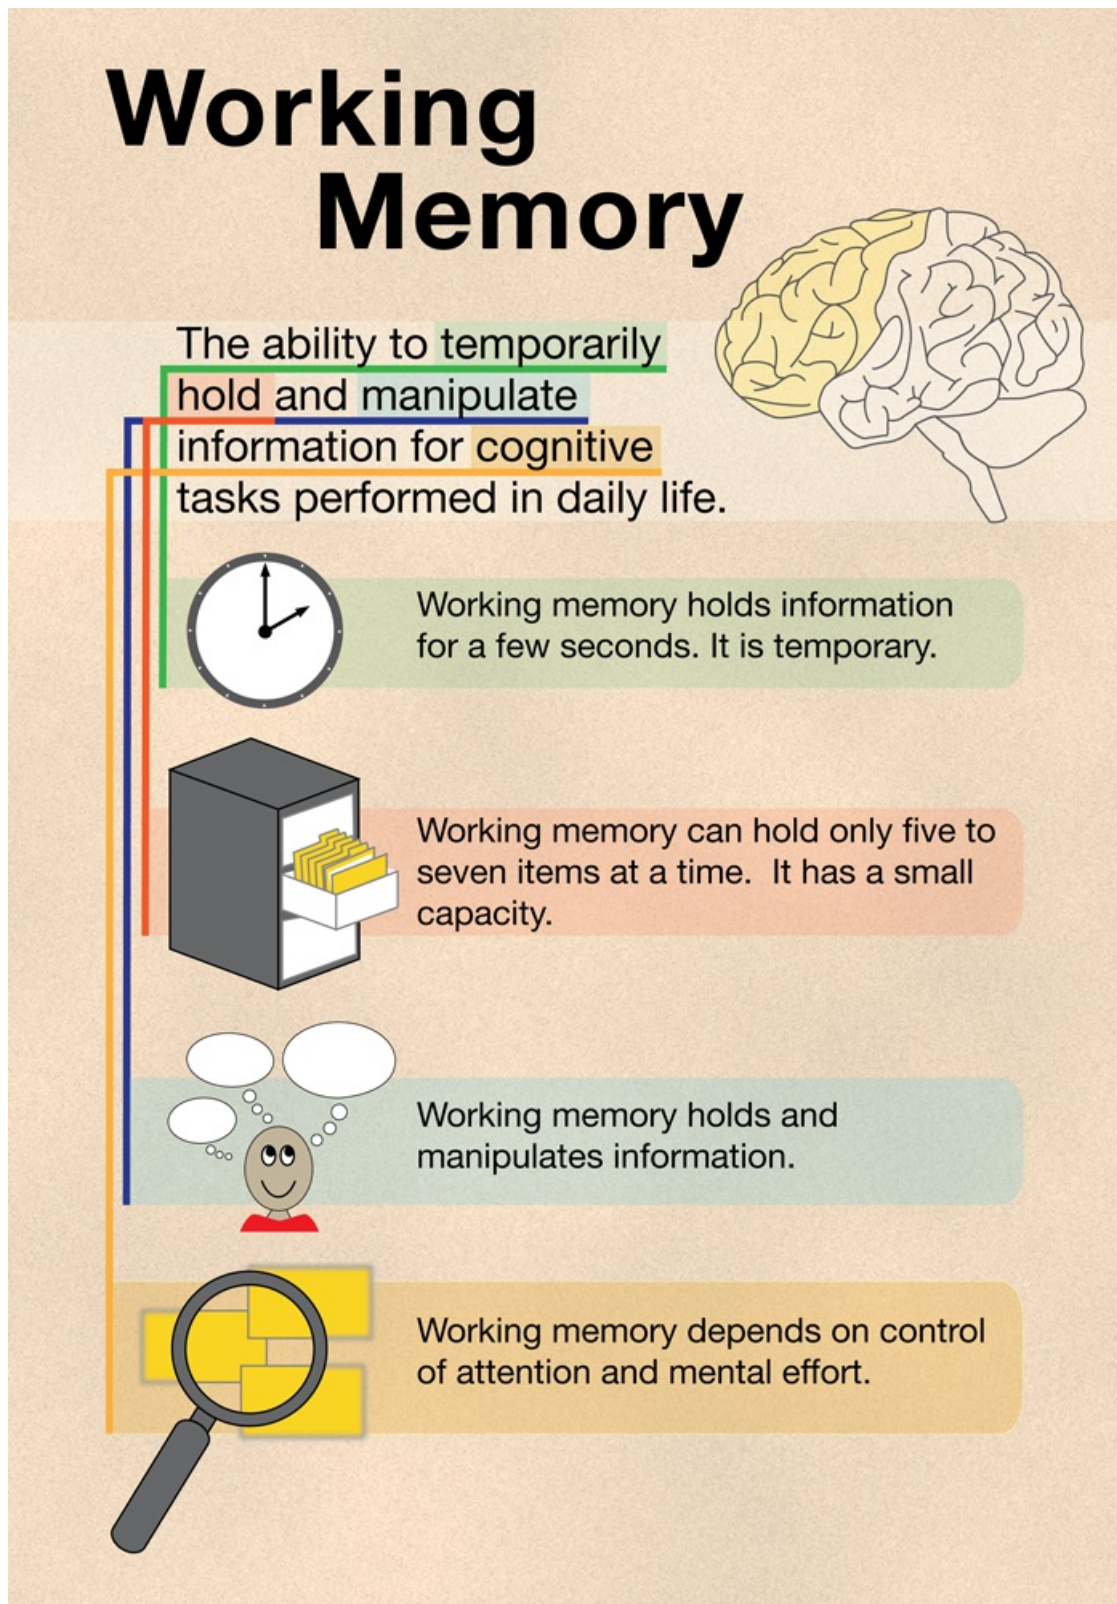 Working
Memory
The ability to temporarily
hold and manipulate
information for cognitive
tasks performed in daily life.
Working memory holds information
for a few seconds. It is temporary.
Working memory can hold only five to
seven items at a time.  It has a small
capacity.
Working memory holds and
manipulates information.
Working memory depends on control
of attention and mental effort.